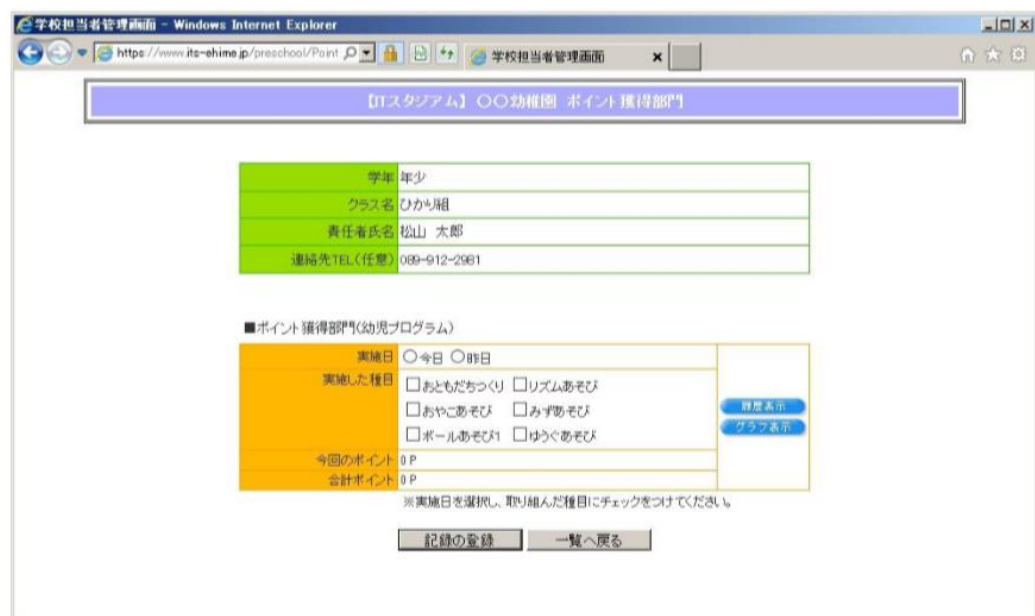 学校担当者管理画面 - Windows Internet Explorer
https://www.its-ehime.jp/preschool/Point
学校担当者管理画面
【ITスタジアム】 〇〇幼稚園 ポイント獲得部門
学年 年少
クラス名 ひかり組
責任者氏名 松山 太郎
連絡先TEL(任意) 089-912-2981
■ポイント獲得部門(幼児プログラム)
実施日 今日 昨日
実施した種目 おともだちつくり リズムあそび
おやこあそび みずあそび
履歴表示
ボールあそび1 ゆうぐあそび
グラフ表示
今回のポイント 0 P
合計ポイント 0 P
※実施日を選択し、取り組んだ種目にチェックをつけてください。
記録の登録 一覧へ戻る